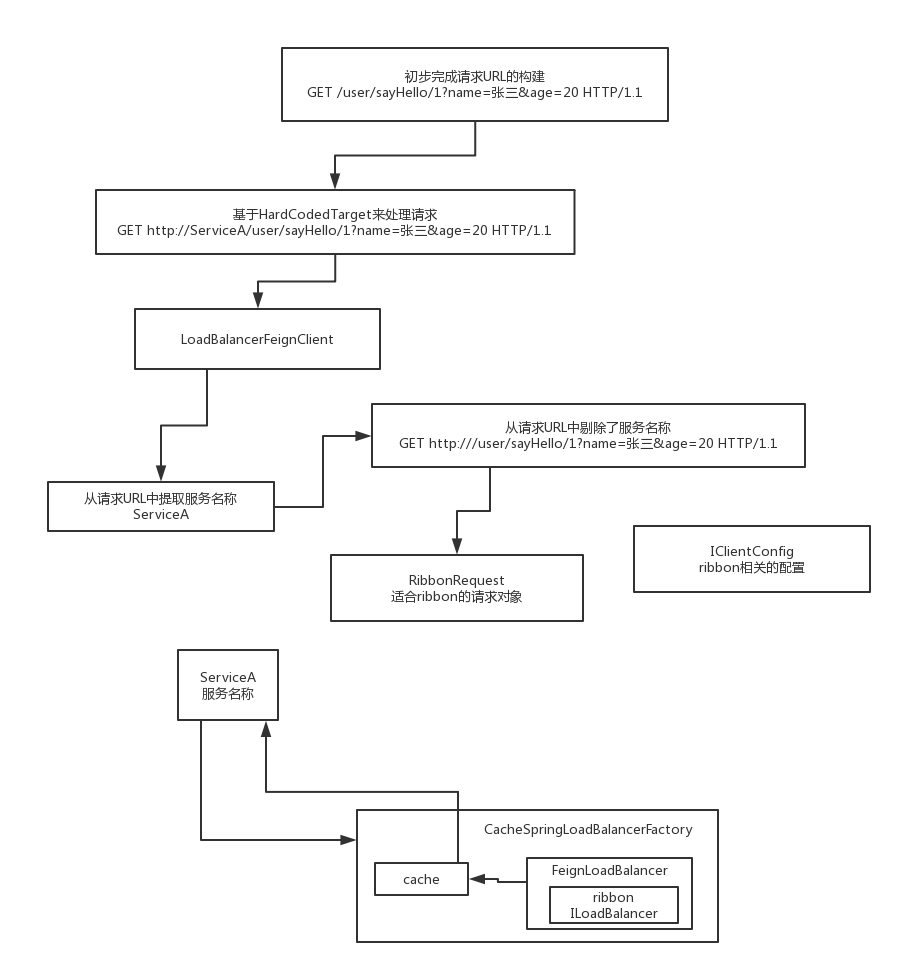 初步完成请求URL的构建
GET /user/sayHello/1?name=张三&age=20 HTTP/1.1
基于HardCodedTarget来处理请求
GET http://ServiceA/user/sayHello/1?name=张三&age=20 HTTP/1.1
LoadBalancerFeignClient
从请求URL中剔除了服务名称
GET http:///user/sayHello/1?name=张三&age=20 HTTP/1.1
从请求URL中提取服务名称
ServiceA
IClientConfig
ribbon相关的配置
RibbonRequest
适合ribbon的请求对象
ServiceA
服务名称
CacheSpringLoadBalancerFactory
cache
FeignLoadBalancer
ribbon
ILoadBalancer